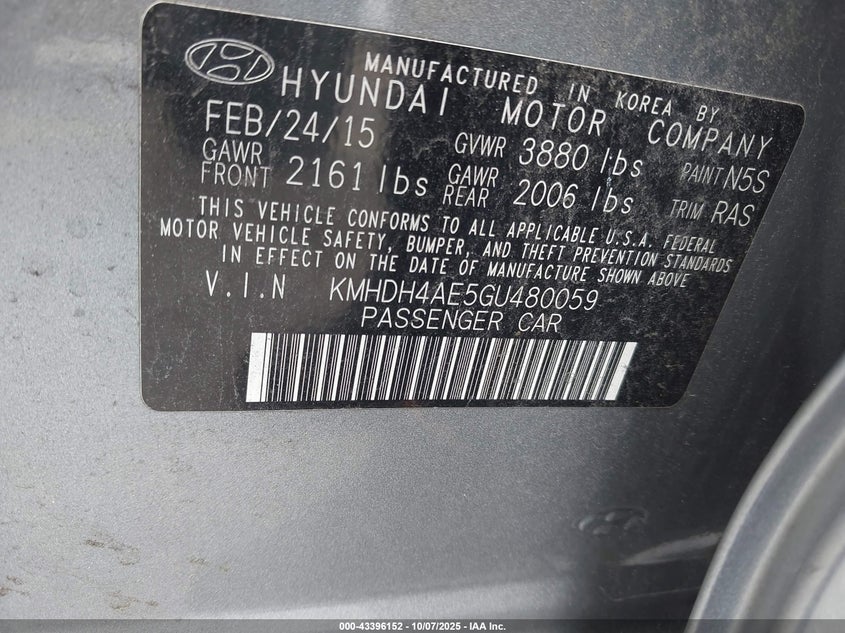 MANUFACTURED IN KOREA BY
HYUNDAI MOTOR COMPANY
FEB/24/15 GVWR 3880 lbs PAINT N5S
GAWR FRONT 2161 lbs GAWR REAR 2006 lbs TRIM RAS
THIS VEHICLE CONFORMS TO ALL APPLICABLE U.S.A. FEDERAL
MOTOR VEHICLE SAFETY, BUMPER, AND THEFT PREVENTION STANDARDS
IN EFFECT ON THE DATE OF MANUFACTURE SHOWN ABOVE
V.I.N KMHDH4AE5GU480059
PASSENGER CAR
000-43396152 - 10/07/2025 - IAA Inc.